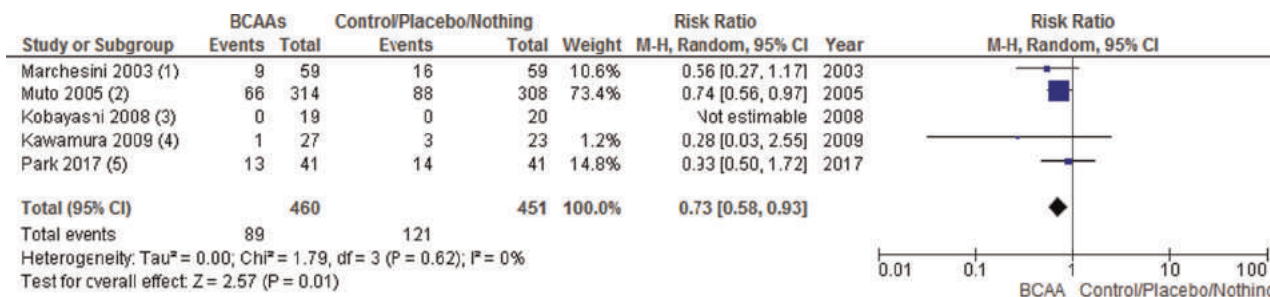 BCAAs Control/Placebo/Nothing Risk Ratio Risk Ratio
Study or Subgroup Events Total Events Total Weight M-H, Random, 95% CI Year M-H, Random, 95% CI
Marchesini 2003 (1) 9 59 16 59 10.6% 0.56 [0.27, 1.17] 2003
Muto 2005 (2) 66 314 88 308 73.4% 0.74 [0.56, 0.97] 2005
Kobayashi 2008 (3) 0 19 0 20 Not estimable 2008
Kawamura 2009 (4) 1 27 3 23 1.2% 0.28 [0.03, 2.55] 2009
Park 2017 (5) 13 41 14 41 14.8% 0.93 [0.50, 1.72] 2017
Total (95% CI) 460 451 100.0% 0.73 [0.58, 0.93]
Total events 89 121
Heterogeneity: Tau² = 0.00; Chi² = 1.79, df = 3 (P = 0.62); I² = 0%
Test for overall effect: Z = 2.57 (P = 0.01)
0.01 0.1 1 10 100
BCAA Control/Placebo/Nothing